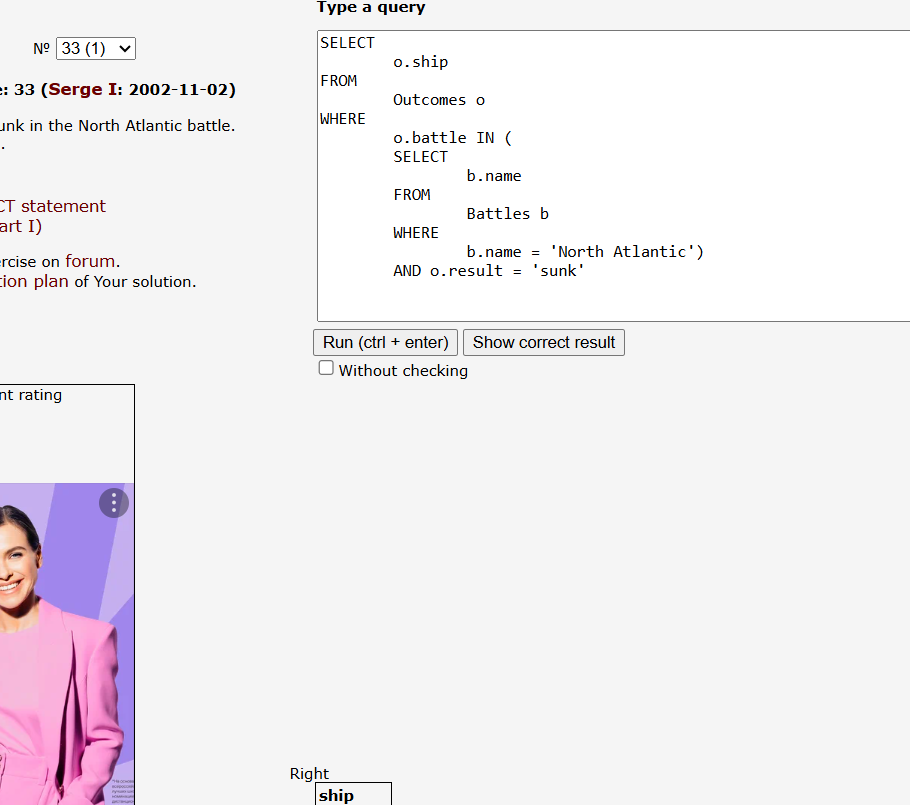 Type a query
Nº 33 (1)
: 33 (Serge I: 2002-11-02)
unk in the North Atlantic battle.
.
CT statement
art I)
ercise on forum.
tion plan of Your solution.
SELECT
o.ship
FROM
Outcomes o
WHERE
o.battle IN (
SELECT
b.name
FROM
Battles b
WHERE
b.name = 'North Atlantic')
AND o.result = 'sunk'
Run (ctrl + enter) Show correct result
Without checking
nt rating
Right
ship